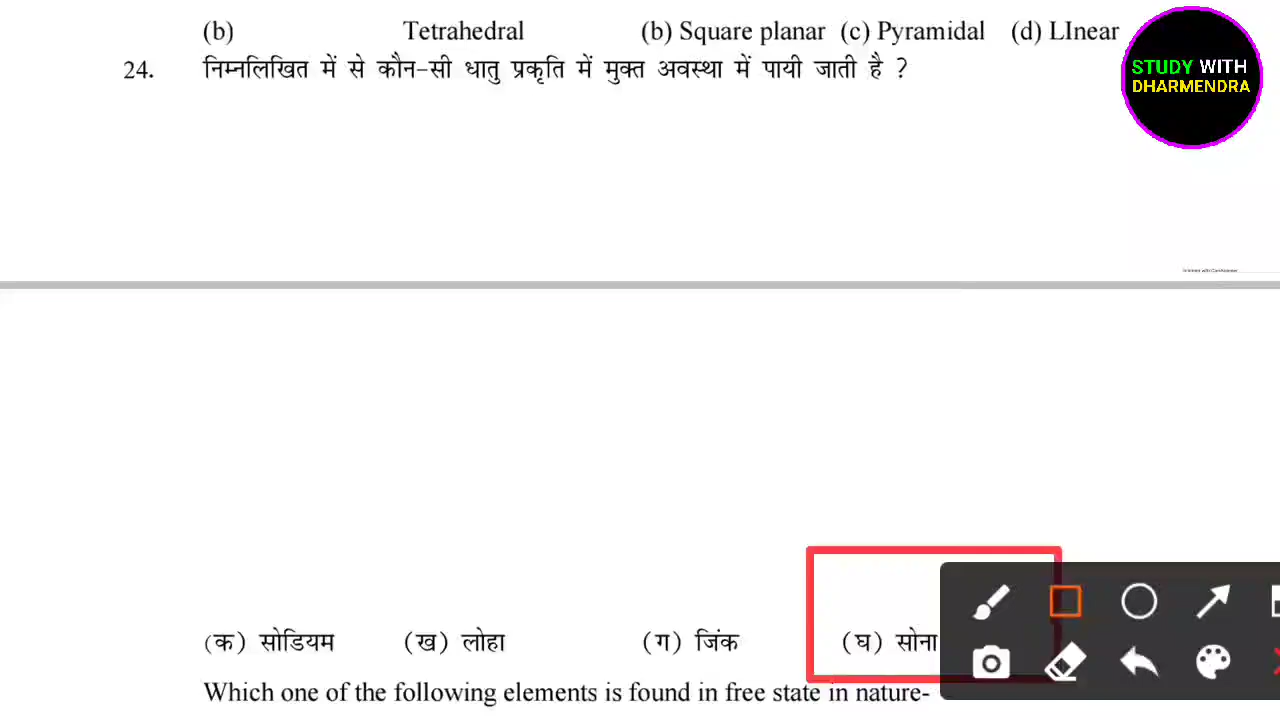 (b) Tetrahedral (b) Square planar (c) Pyramidal (d) LInear
STUDY WITH
DHARMENDRA
24. निम्नलिखित में से कौन-सी धातु प्रकृति में मुक्त अवस्था में पायी जाती है ?
(क) सोडियम (ख) लोहा (ग) जिंक (घ) सोना
Which one of the following elements is found in free state in nature-